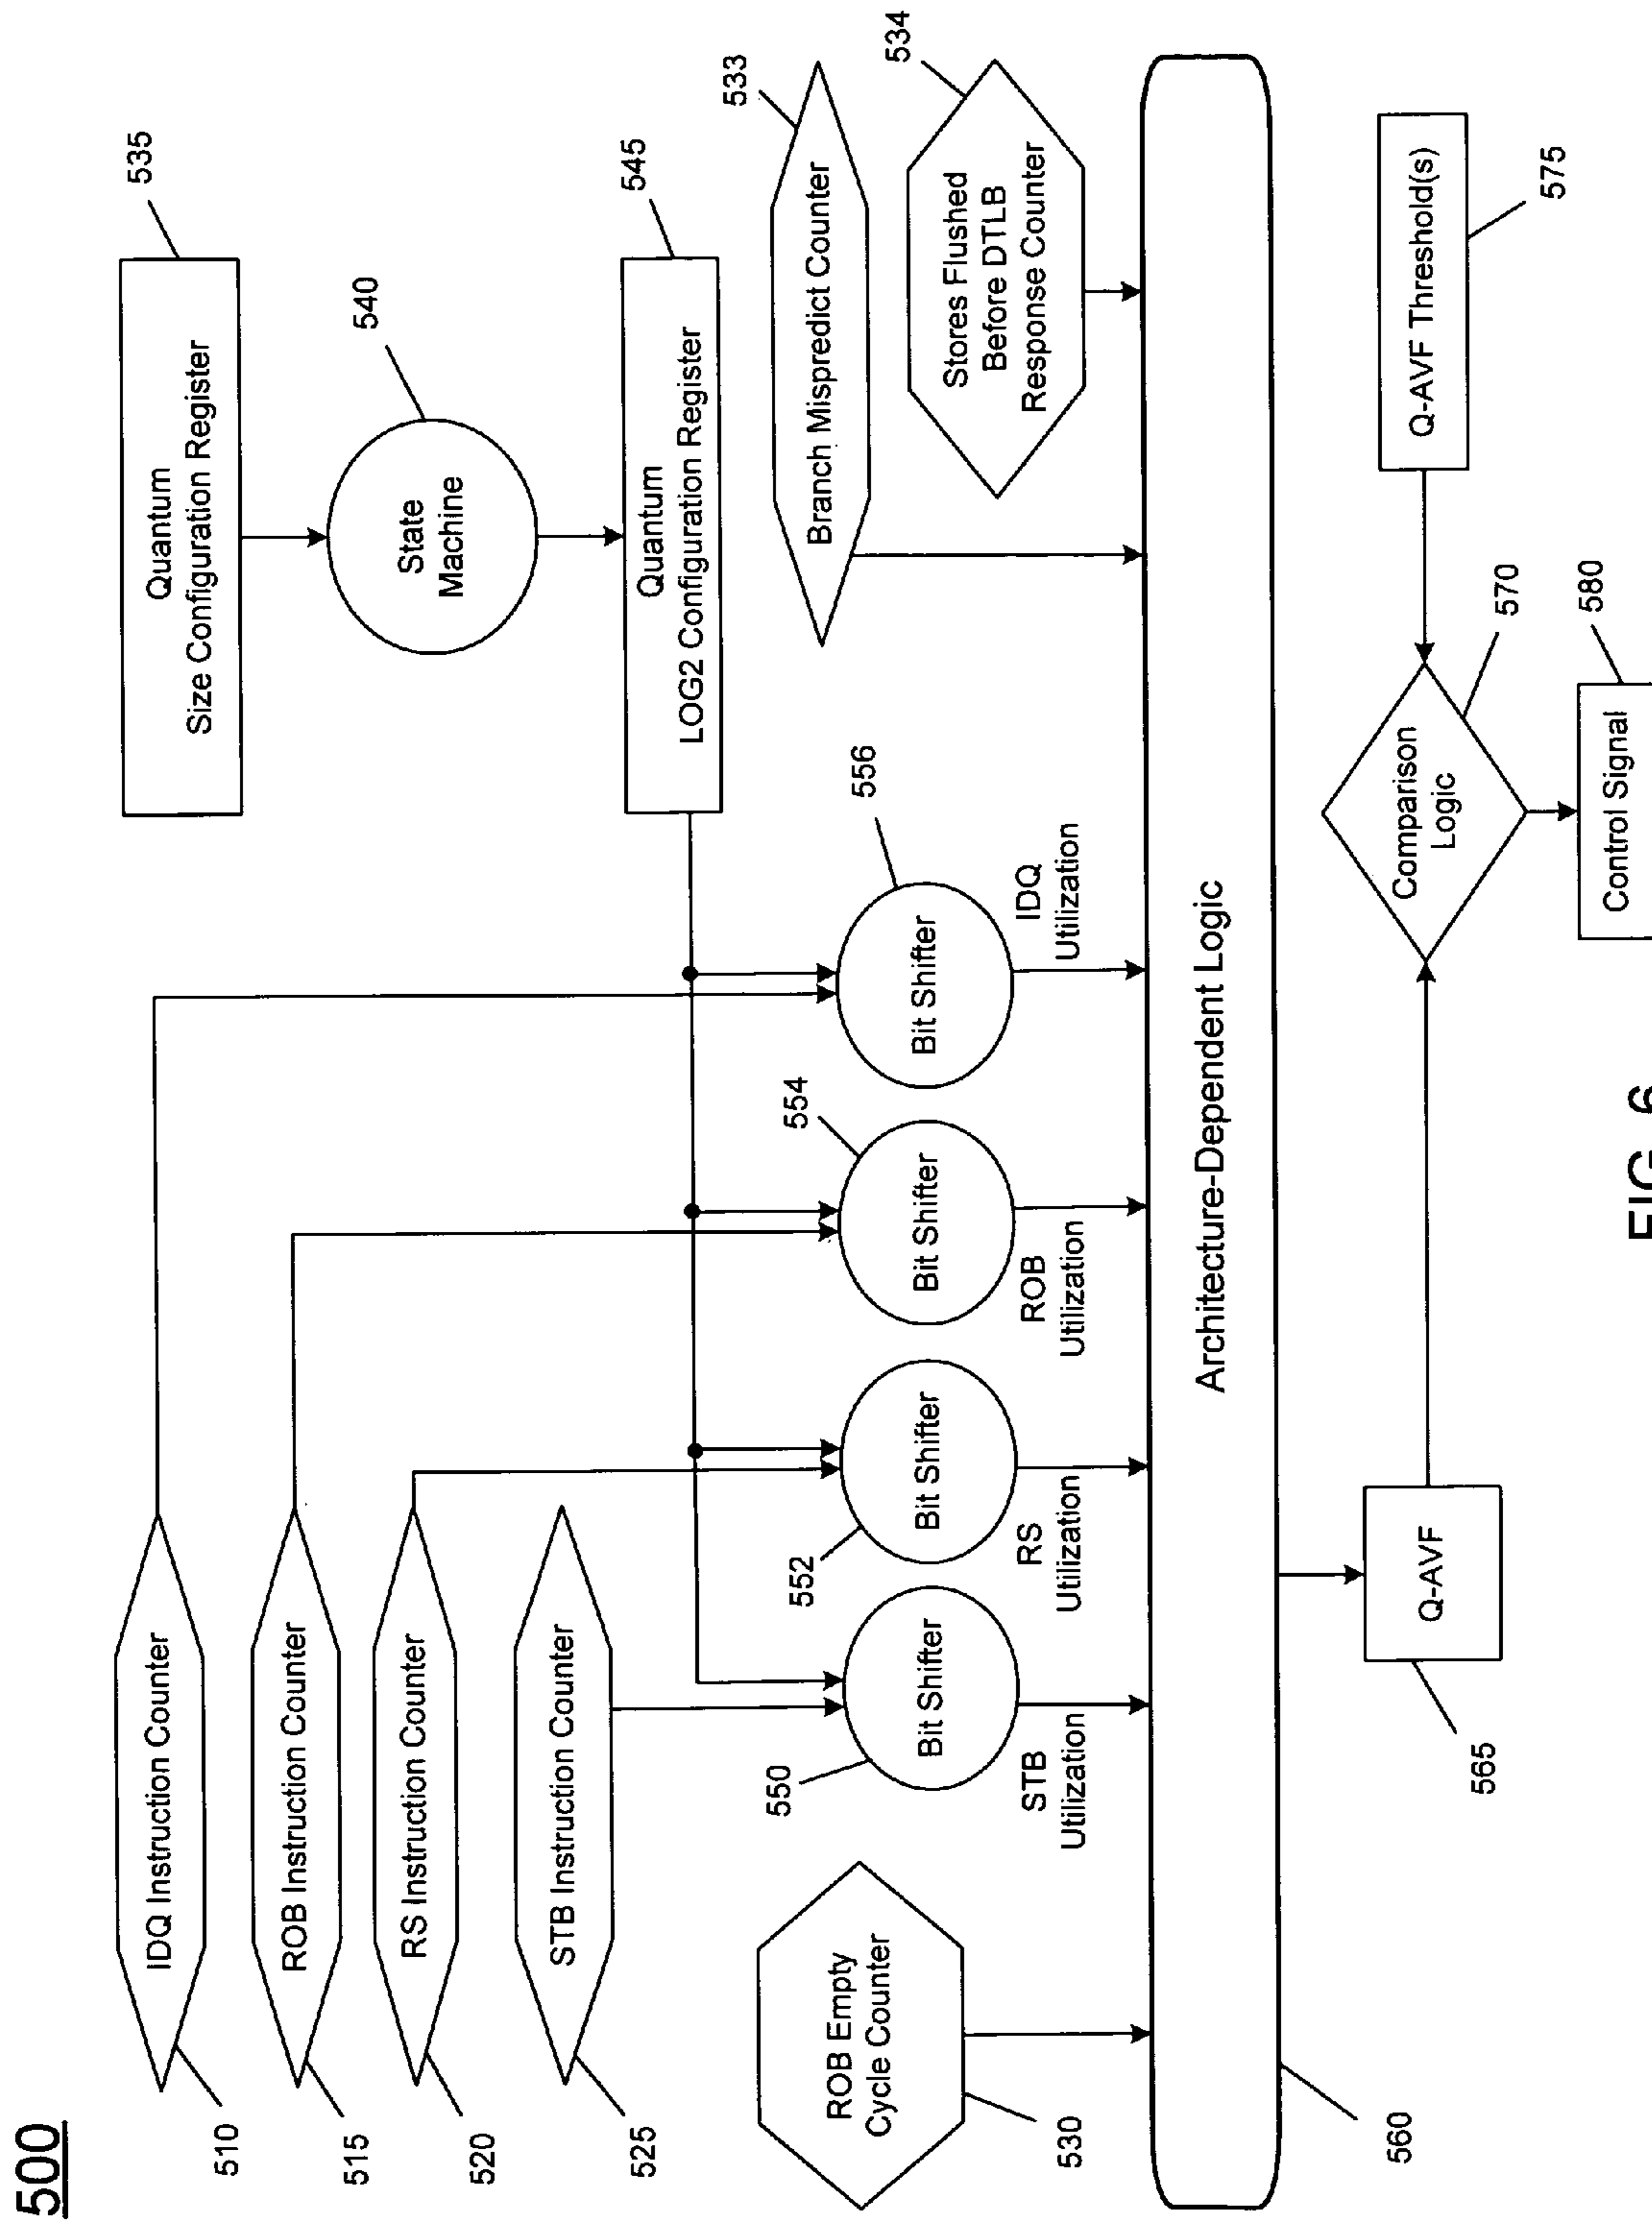 500
510
IDQ Instruction Counter
515
ROB Instruction Counter
520
RS Instruction Counter
525
STB Instruction Counter
535
Quantum
Size Configuration Register
540
State
Machine
545
Quantum
LOG2 Configuration Register
530
ROB Empty
Cycle Counter
550
Bit Shifter
552
Bit Shifter
554
Bit Shifter
556
Bit Shifter
533
Branch Mispredict Counter
534
Stores Flushed
Before DTLB
Response Counter
STB
Utilization
RS
Utilization
ROB
Utilization
IDQ
Utilization
560
Architecture-Dependent Logic
565
Q-AVF
570
Comparison
Logic
Q-AVF Threshold(s)
575
580
Control Signal
FIG. 6